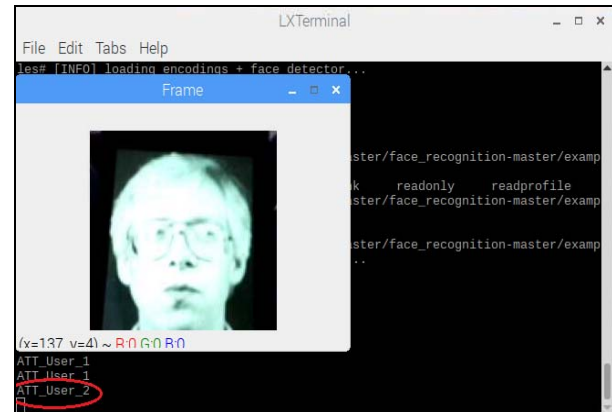 LXTerminal
File Edit Tabs Help
les# [INFO] loading encodings + face detector...
Frame
ster/face_recognition-master/examp
k readonly readprofile
ster/face_recognition-master/examp
ster/face_recognition-master/examp
..
(x=137, y=4) ~ R:0 G:0 B:0
ATT_User_1
ATT_User_1
ATT_User_2